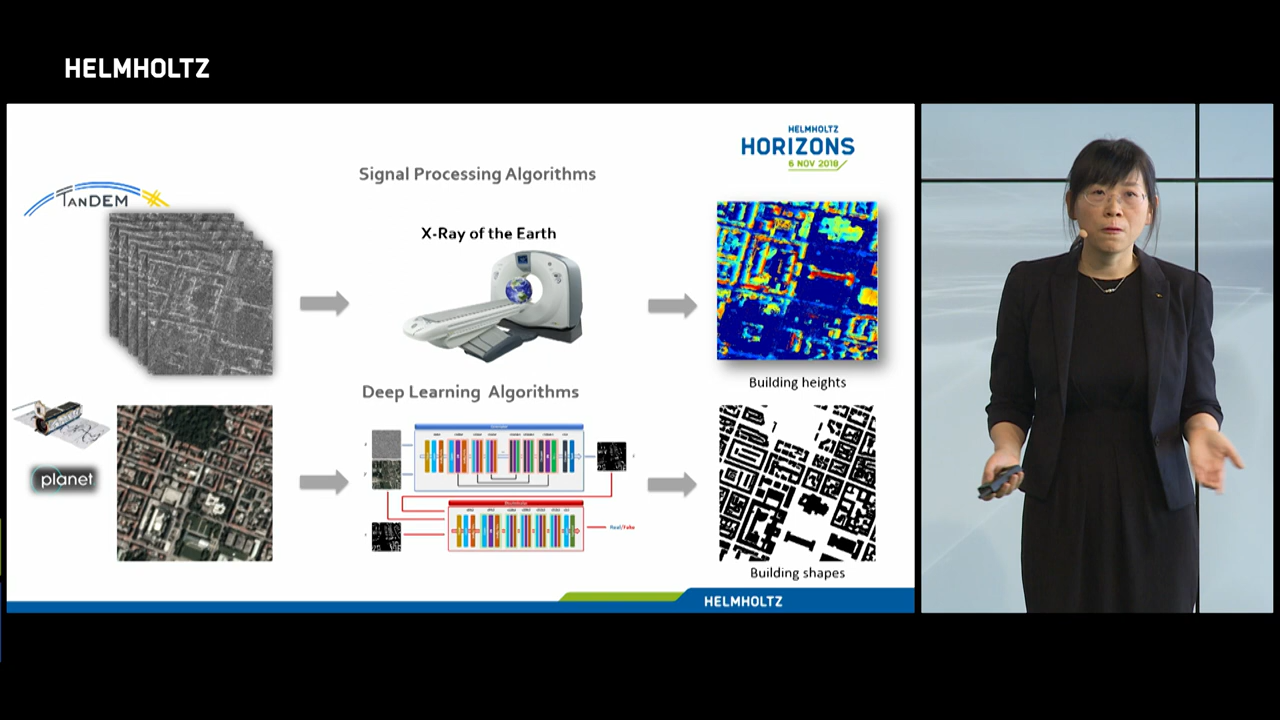 HELMHOLTZ
HELMHOLTZ
HORIZONS
6 NOV 2018
Signal Processing Algorithms
TanDEM
X-Ray of the Earth
Building heights
Deep Learning Algorithms
planet
Real/Fake
Building shapes
HELMHOLTZ